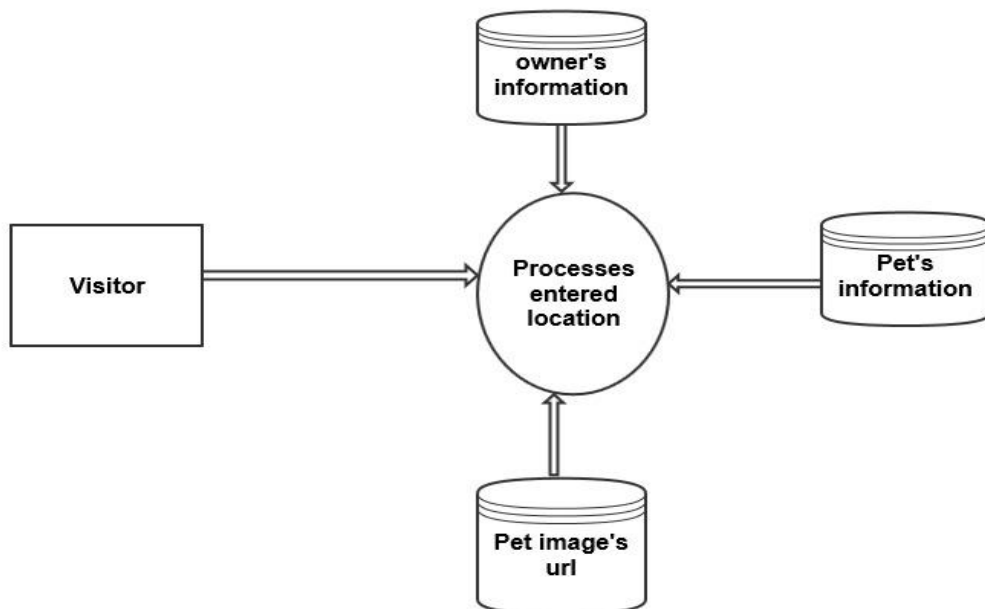 owner's
information
Visitor
Processes
entered
location
Pet's
information
Pet image's
url